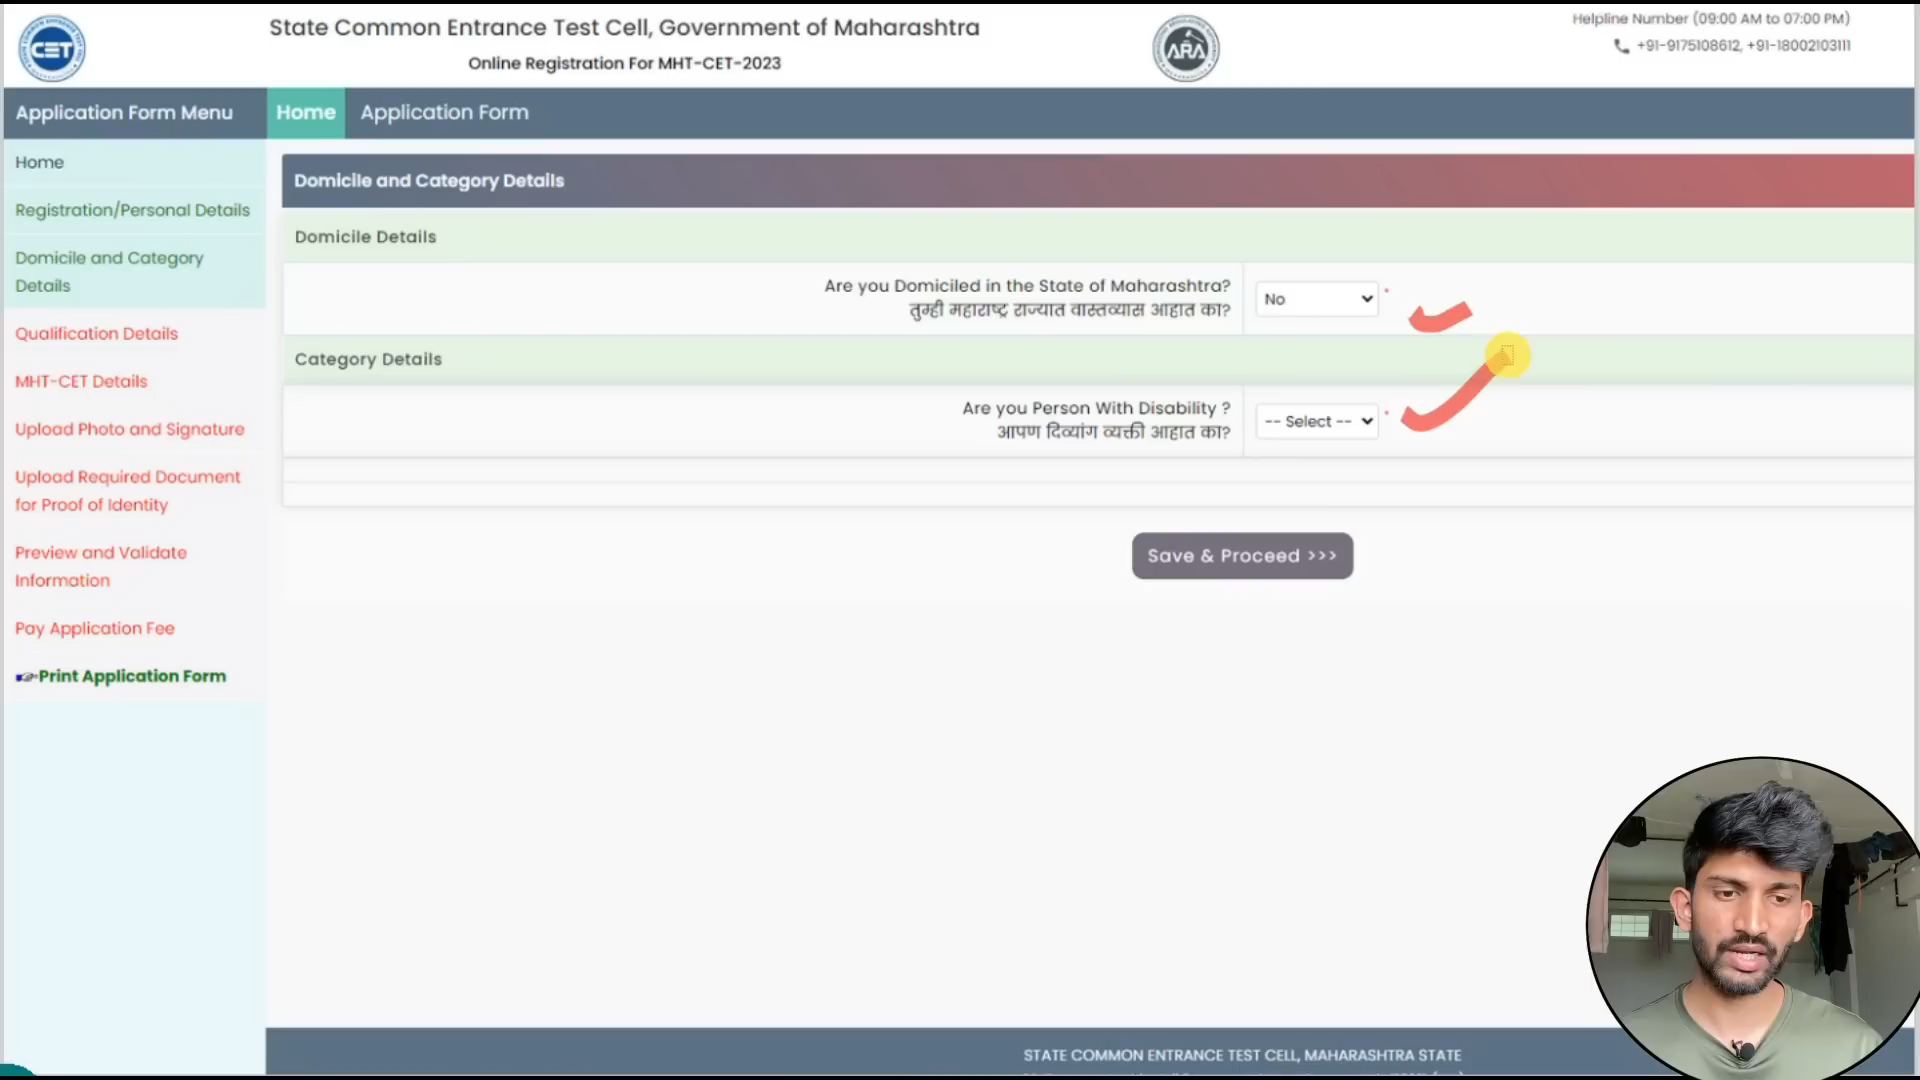 State Common Entrance Test Cell, Government of Maharashtra
Online Registration For MHT-CET-2023
CET
ARA
Helpline Number (09:00 AM to 07:00 PM)
+91-9175108612, +91-18002103111
Application Form Menu
Home
Application Form
Home
Registration/Personal Details
Domicile and Category
Details
Qualification Details
MHT-CET Details
Upload Photo and Signature
Upload Required Document
for Proof of Identity
Preview and Validate
Information
Pay Application Fee
Print Application Form
Domicile and Category Details
Domicile Details
Are you Domiciled in the State of Maharashtra?
तुम्ही महाराष्ट्र राज्यात वास्तव्यास आहात का?
No
*
Category Details
Are you Person With Disability ?
आपण दिव्यांग व्यक्ती आहात का?
-- Select --
*
Save & Proceed >>>
STATE COMMON ENTRANCE TEST CELL, MAHARASHTRA STATE